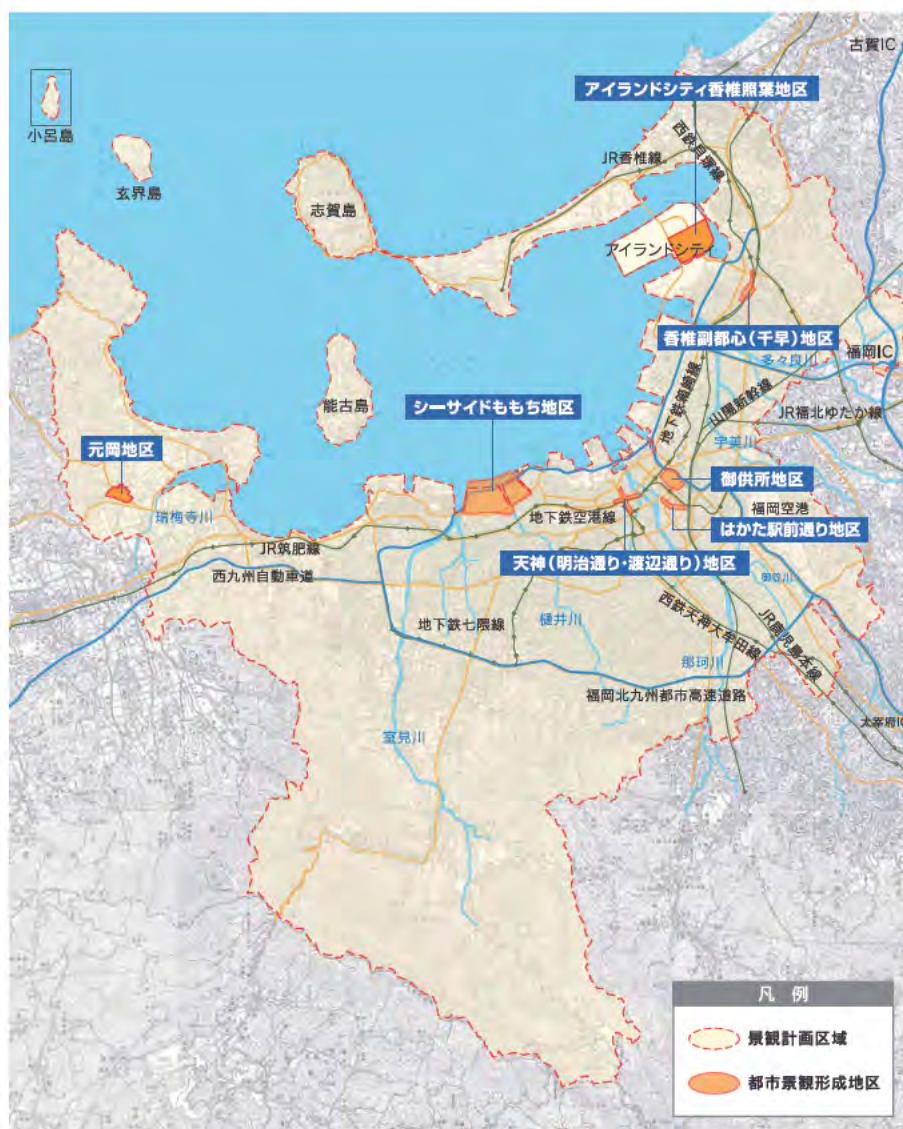 古賀IC
アイランドシティ香椎照葉地区
小呂島
西鉄貝塚線
JR香椎線
玄界島
志賀島
アイランドシティ
香椎副都心(千早)地区
多々良川
福岡IC
地下鉄箱崎線
山陽新幹線
能古島
シーサイドももち地区
JR福北ゆたか線
宇美川
元岡地区
御供所地区
瑞梅寺川
地下鉄空港線
福岡空港
はかた駅前通り地区
JR筑肥線
天神(明治通り・渡辺通り)地区
西九州自動車道
御笠川
地下鉄七隈線
樋井川
西鉄天神大牟田線
JR鹿児島本線
那珂川
福岡北九州都市高速道路
太宰府IC
室見川
凡 例
景観計画区域
都市景観形成地区